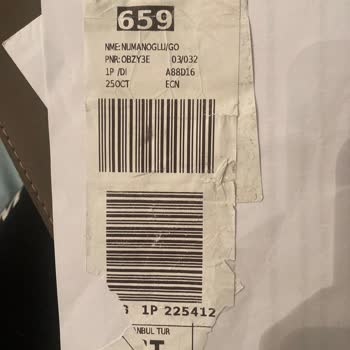 659
NME:NUMANOGLU/GO
PNR:OBZY3E 03/032
1P /DI A88D16
25OCT ECN
1P 225412
ANBUL TUR